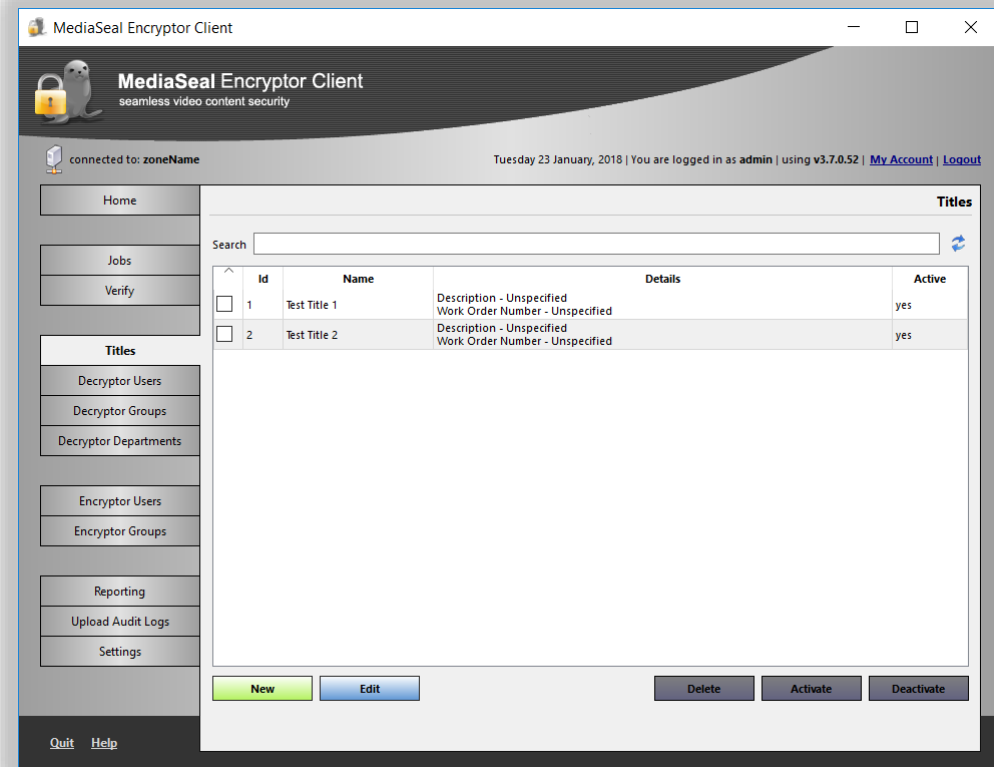 MediaSeal Encryptor Client
MediaSeal Encryptor Client
seamless video content security
connected to: zoneName
Tuesday 23 January, 2018 | You are logged in as admin | using v3.7.0.52 | My Account | Logout
Home
Jobs
Verify
Titles
Decryptor Users
Decryptor Groups
Decryptor Departments
Encryptor Users
Encryptor Groups
Reporting
Upload Audit Logs
Settings
Titles
Search
Id Name Details Active
1 Test Title 1 Description - Unspecified yes
Work Order Number - Unspecified
2 Test Title 2 Description - Unspecified yes
Work Order Number - Unspecified
New Edit Delete Activate Deactivate
Quit Help